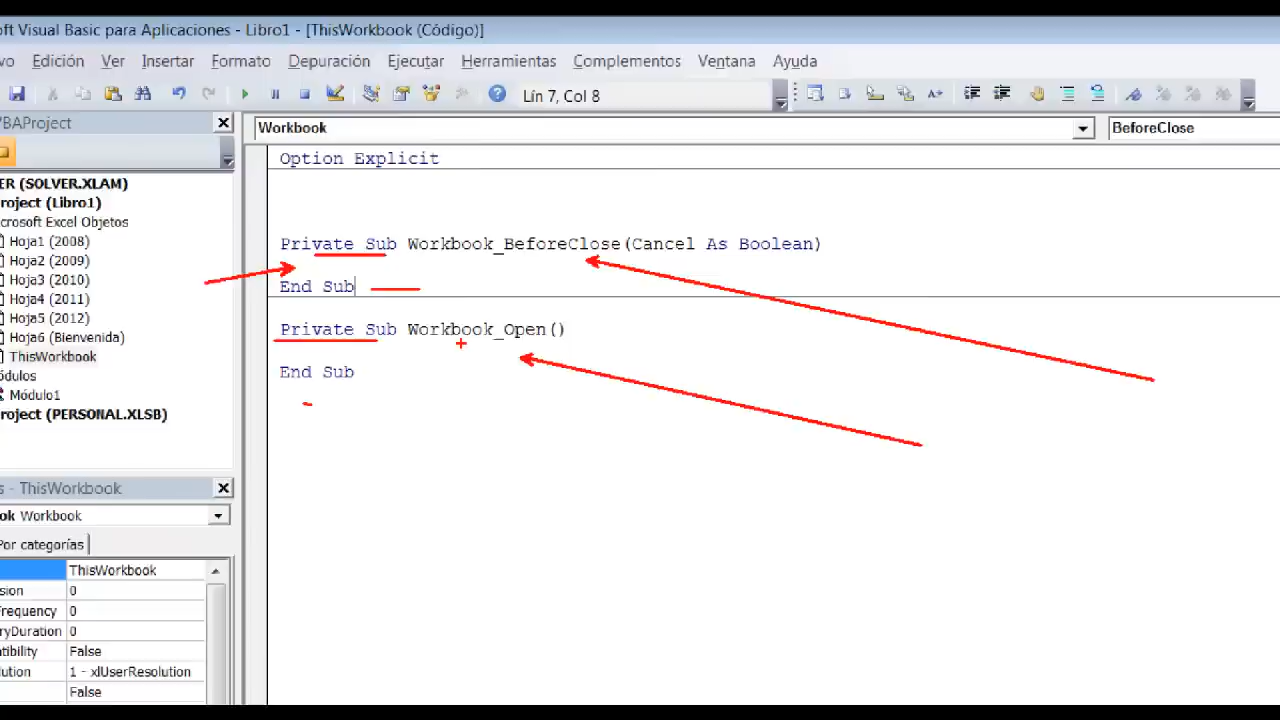 oft Visual Basic para Aplicaciones - Libro1 - [ThisWorkbook (Código)]
vo Edición Ver Insertar Formato Depuración Ejecutar Herramientas Complementos Ventana Ayuda
Lín 7, Col 8
VBAProject
Workbook
BeforeClose
ER (SOLVER.XLAM)
roject (Libro1)
icrosoft Excel Objetos
Hoja1 (2008)
Hoja2 (2009)
Hoja3 (2010)
Hoja4 (2011)
Hoja5 (2012)
Hoja6 (Bienvenida)
ThisWorkbook
ódulos
Módulo1
roject (PERSONAL.XLSB)
s - ThisWorkbook
ok Workbook
Por categorías
ThisWorkbook
sion 0
Frequency 0
ryDuration 0
atibility False
lution 1 - xlUserResolution
False
Option Explicit
Private Sub Workbook_BeforeClose(Cancel As Boolean)
End Sub
Private Sub Workbook_Open()
End Sub